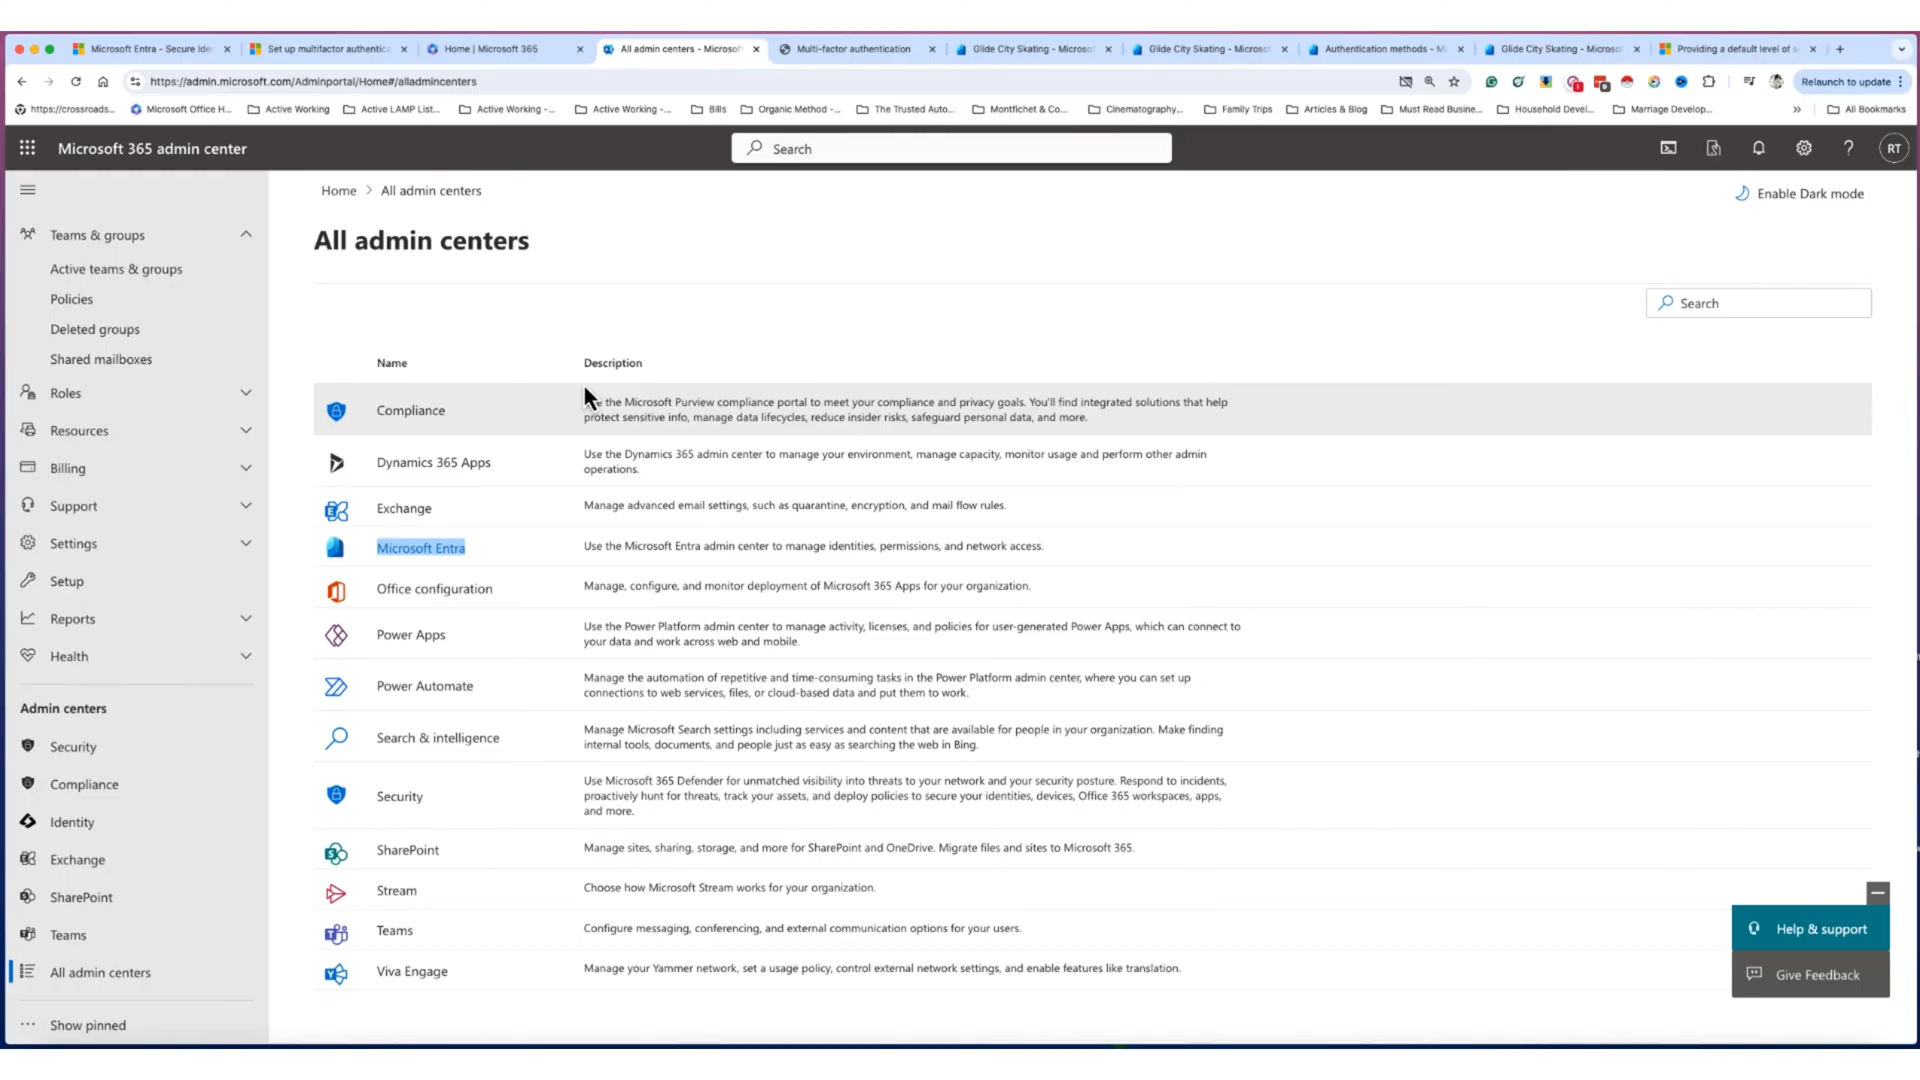 Microsoft Entra - Secure Ide
Set up multifactor authentica
Home | Microsoft 365
All admin centers - Microsoft
Multi-factor authentication
Glide City Skating - Microsof
Glide City Skating - Microsof
Authentication methods - Mi
Glide City Skating - Microsof
Providing a default level of s
https://admin.microsoft.com/Adminportal/Home#/alladmincenters
Relaunch to update
https://crossroads...
Microsoft Office H...
Active Working
Active LAMP List...
Active Working -...
Active Working -...
Bills
Organic Method -...
The Trusted Auto...
Montfichet & Co...
Cinematography...
Family Trips
Articles & Blog
Must Read Busine...
Household Devel...
Marriage Develop...
All Bookmarks
Microsoft 365 admin center
Search
RT
Home > All admin centers
Enable Dark mode
All admin centers
Search
Teams & groups
Active teams & groups
Policies
Deleted groups
Shared mailboxes
Roles
Resources
Billing
Support
Settings
Setup
Reports
Health
Admin centers
Security
Compliance
Identity
Exchange
SharePoint
Teams
All admin centers
Show pinned
Name
Description
Compliance
the Microsoft Purview compliance portal to meet your compliance and privacy goals. You'll find integrated solutions that help
protect sensitive info, manage data lifecycles, reduce insider risks, safeguard personal data, and more.
Dynamics 365 Apps
Use the Dynamics 365 admin center to manage your environment, manage capacity, monitor usage and perform other admin
operations.
Exchange
Manage advanced email settings, such as quarantine, encryption, and mail flow rules.
Microsoft Entra
Use the Microsoft Entra admin center to manage identities, permissions, and network access.
Office configuration
Manage, configure, and monitor deployment of Microsoft 365 Apps for your organization.
Power Apps
Use the Power Platform admin center to manage activity, licenses, and policies for user-generated Power Apps, which can connect to
your data and work across web and mobile.
Power Automate
Manage the automation of repetitive and time-consuming tasks in the Power Platform admin center, where you can set up
connections to web services, files, or cloud-based data and put them to work.
Search & intelligence
Manage Microsoft Search settings including services and content that are available for people in your organization. Make finding
internal tools, documents, and people just as easy as searching the web in Bing.
Security
Use Microsoft 365 Defender for unmatched visibility into threats to your network and your security posture. Respond to incidents,
proactively hunt for threats, track your assets, and deploy policies to secure your identities, devices, Office 365 workspaces, apps,
and more.
SharePoint
Manage sites, sharing, storage, and more for SharePoint and OneDrive. Migrate files and sites to Microsoft 365.
Stream
Choose how Microsoft Stream works for your organization.
Teams
Configure messaging, conferencing, and external communication options for your users.
Viva Engage
Manage your Yammer network, set a usage policy, control external network settings, and enable features like translation.
Help & support
Give Feedback